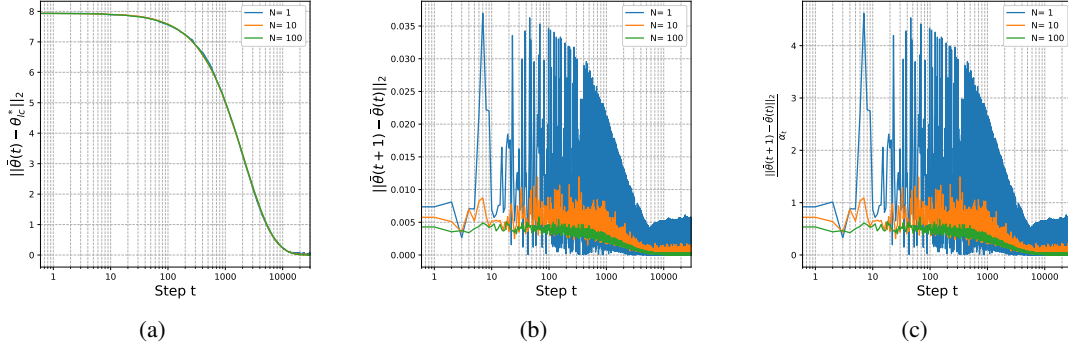 ||θ̄(t) − θ*_lc||₂
8
7
6
5
4
3
2
1
0
N= 1
N= 10
N= 100
1
10
100
1000
10000
Step t
(a)
||θ̄(t + 1) − θ̄(t)||₂
0.035
0.030
0.025
0.020
0.015
0.010
0.005
0.000
N= 1
N= 10
N= 100
1
10
100
1000
10000
Step t
(b)
||θ̄(t + 1) − θ̄(t)||₂
α_t
4
3
2
1
0
N= 1
N= 10
N= 100
1
10
100
1000
10000
Step t
(c)